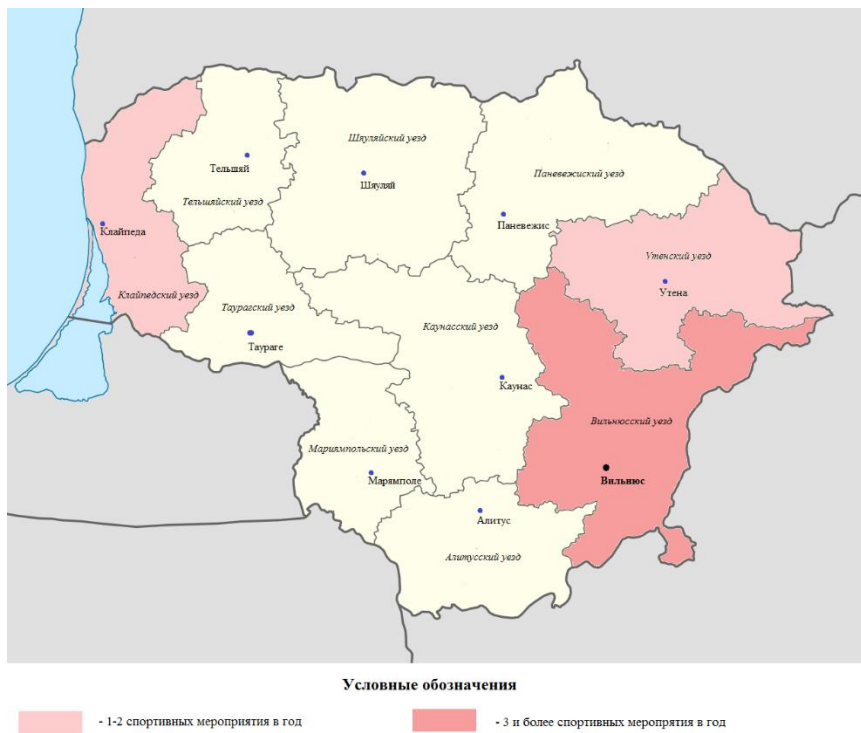 Шяуляйский уезд
Тельшяй
Шяуляй
Паневежиский уезд
Тельшяйский уезд
Паневежис
Клайпеда
Утенский уезд
Утена
Клайпедский уезд
Таурагский уезд
Каунасский уезд
Таураге
Каунас
Вильнюсский уезд
Мариямпольский уезд
Марямполе
Вильнюс
Алитус
Алитусский уезд
Условные обозначения
- 1-2 спортивных мероприятия в год
- 3 и более спортивных меропрятия в год